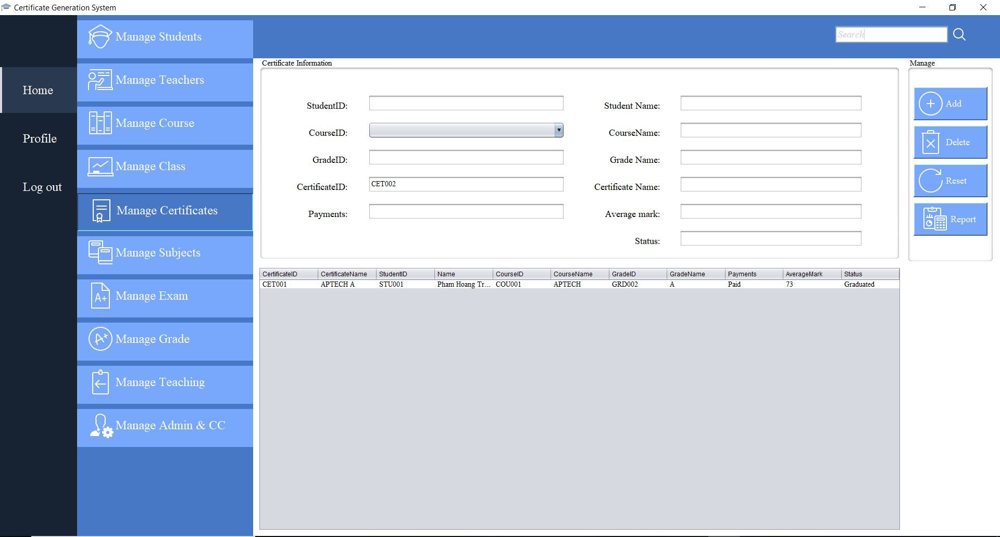 Certificate Generation System
Home
Profile
Log out
Manage Students
Manage Teachers
Manage Course
Manage Class
Manage Certificates
Manage Subjects
Manage Exam
Manage Grade
Manage Teaching
Manage Admin & CC
Search
Certificate Information
StudentID:
Student Name:
CourseID:
CourseName:
GradeID:
Grade Name:
CertificateID: CET002
Certificate Name:
Payments:
Average mark:
Status:
Manage
Add
Delete
Reset
Report
CertificateID CertificateName StudentID Name CourseID CourseName GradeID GradeName Payments AverageMark Status
CET001 APTECH A STU001 Pham Hoang Tr... COU001 APTECH GRD002 A Paid 73 Graduated